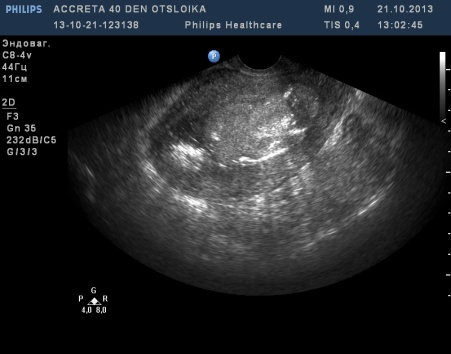 PHILIPS ACCRETA 40 DEN OTSLOIKA MI 0,9 21.10.2013
13-10-21-123138 Philips Healthcare TIS 0,4 13:02:45
Эндоваг.
C8-4v
44Гц
11см
2D
F3
Gn 35
232dB/C5
G/3/3
P
G
P R
4,0 8,0